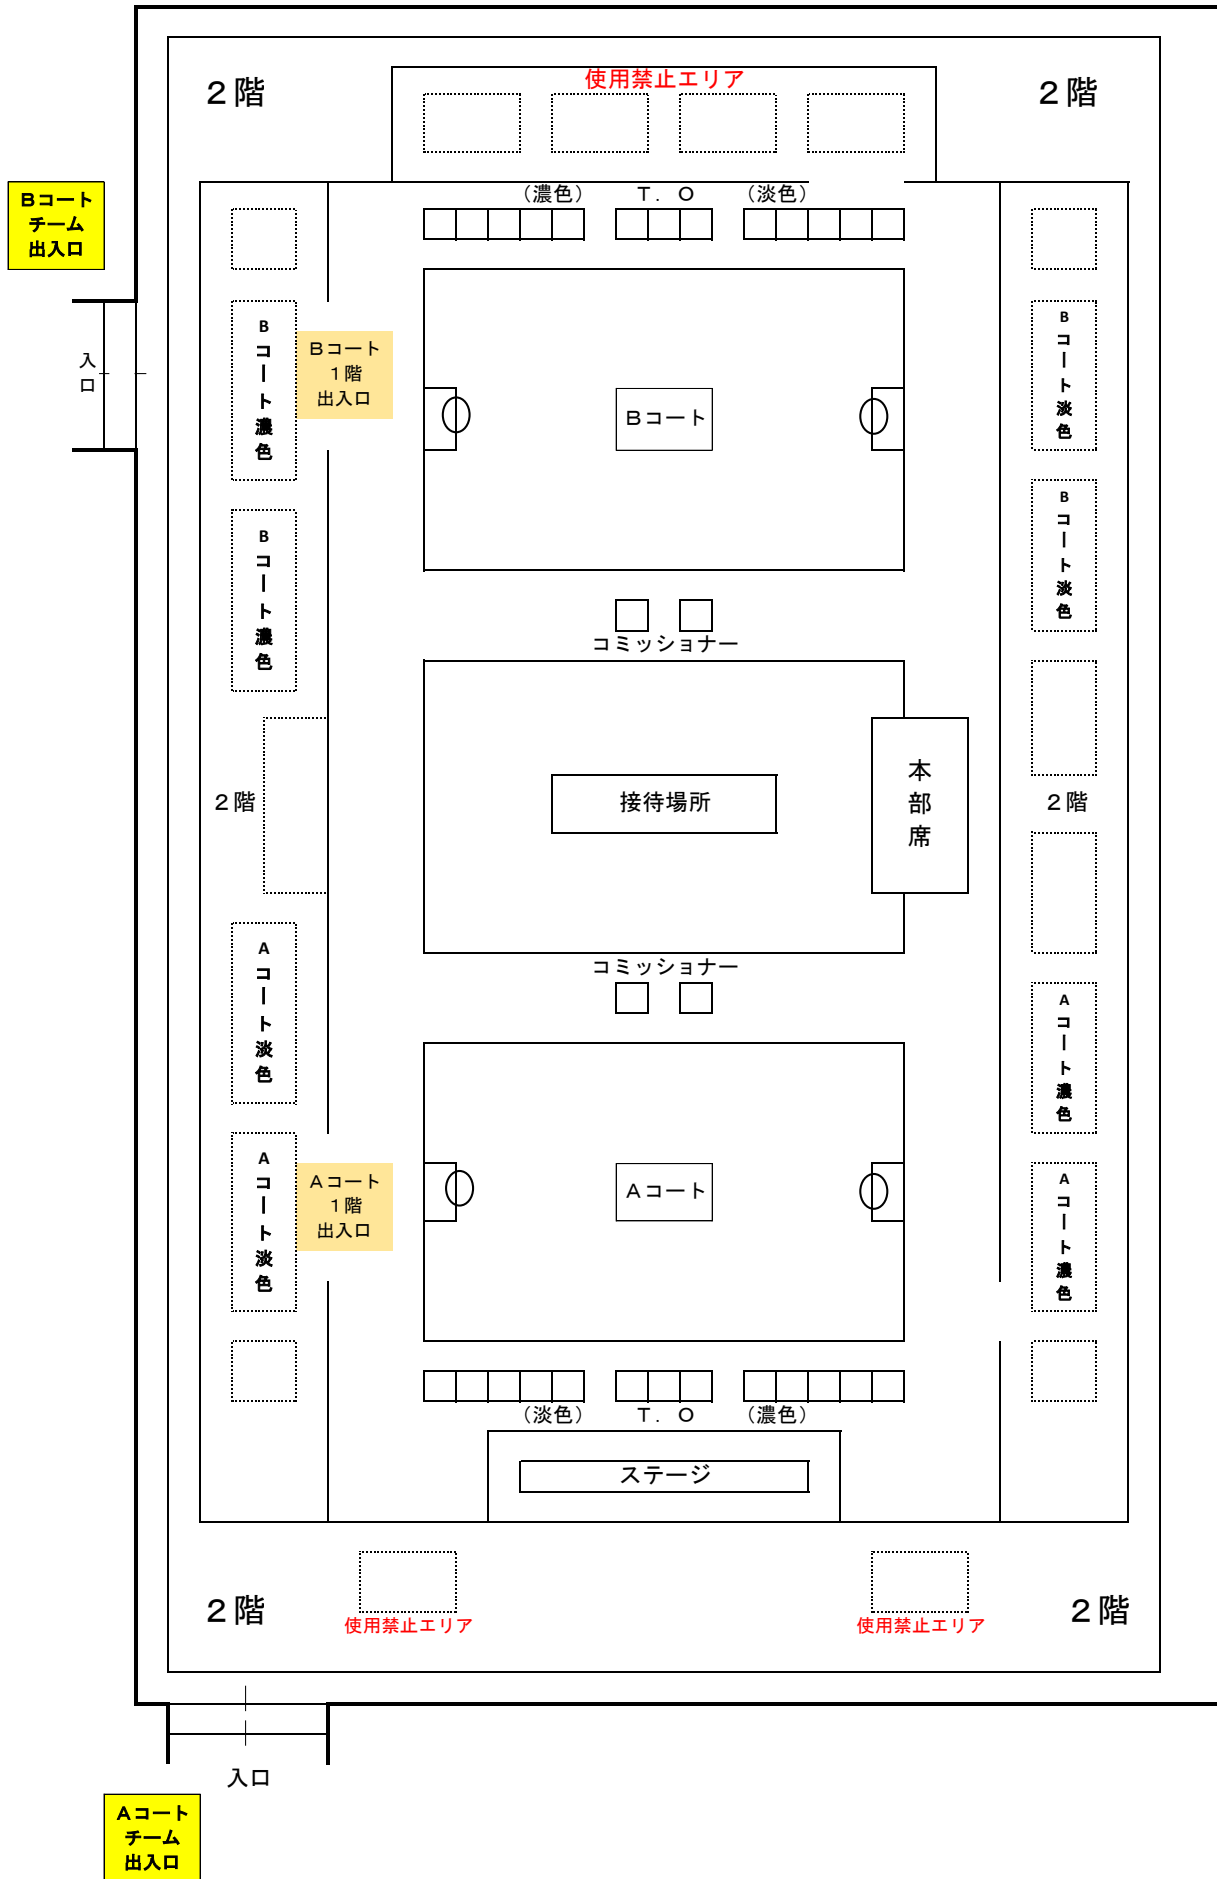 ２階
使用禁止エリア
２階
Ｂコート
チーム
出入口
（濃色）
Ｔ．Ｏ
（淡色）
入口
Bコート濃色
Ｂコート
１階
出入口
Ｂコート
Bコート淡色
Bコート濃色
Bコート淡色
コミッショナー
２階
接待場所
本部席
２階
Aコート淡色
コミッショナー
Aコート濃色
Aコート淡色
Ａコート
１階
出入口
Ａコート
Aコート濃色
（淡色）
Ｔ．Ｏ
（濃色）
ステージ
２階
使用禁止エリア
使用禁止エリア
２階
入口
Ａコート
チーム
出入口